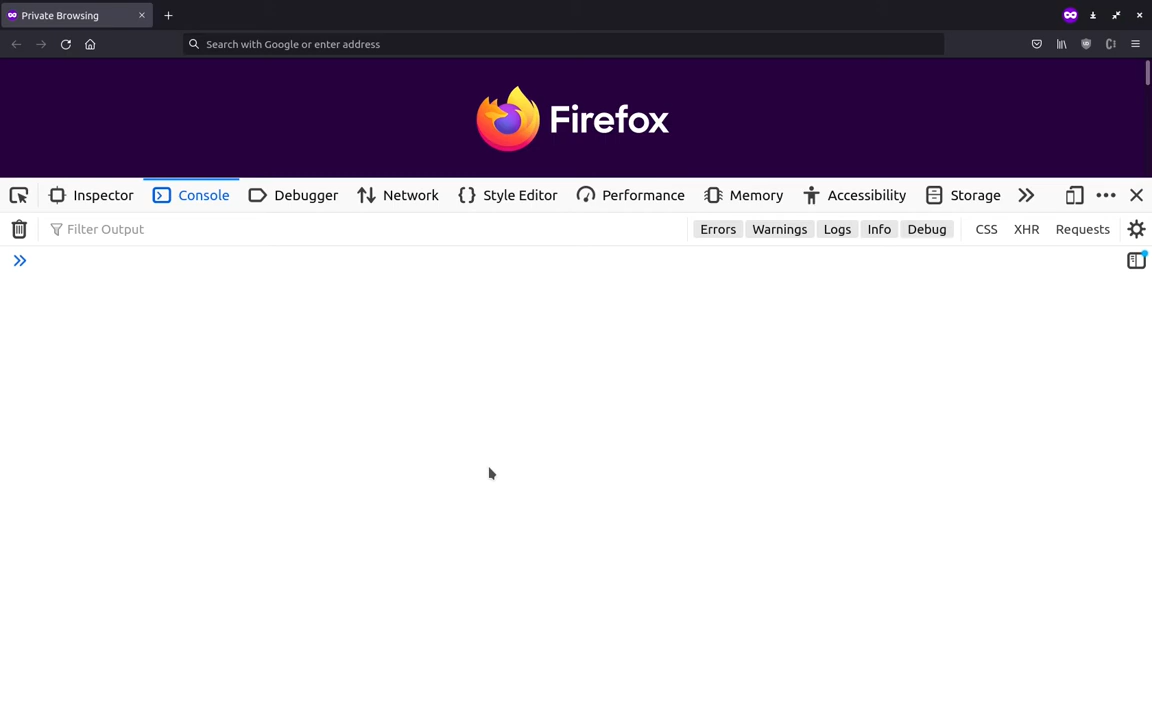 Private Browsing
Search with Google or enter address
Firefox
Inspector Console Debugger Network Style Editor Performance Memory Accessibility Storage
Filter Output Errors Warnings Logs Info Debug CSS XHR Requests